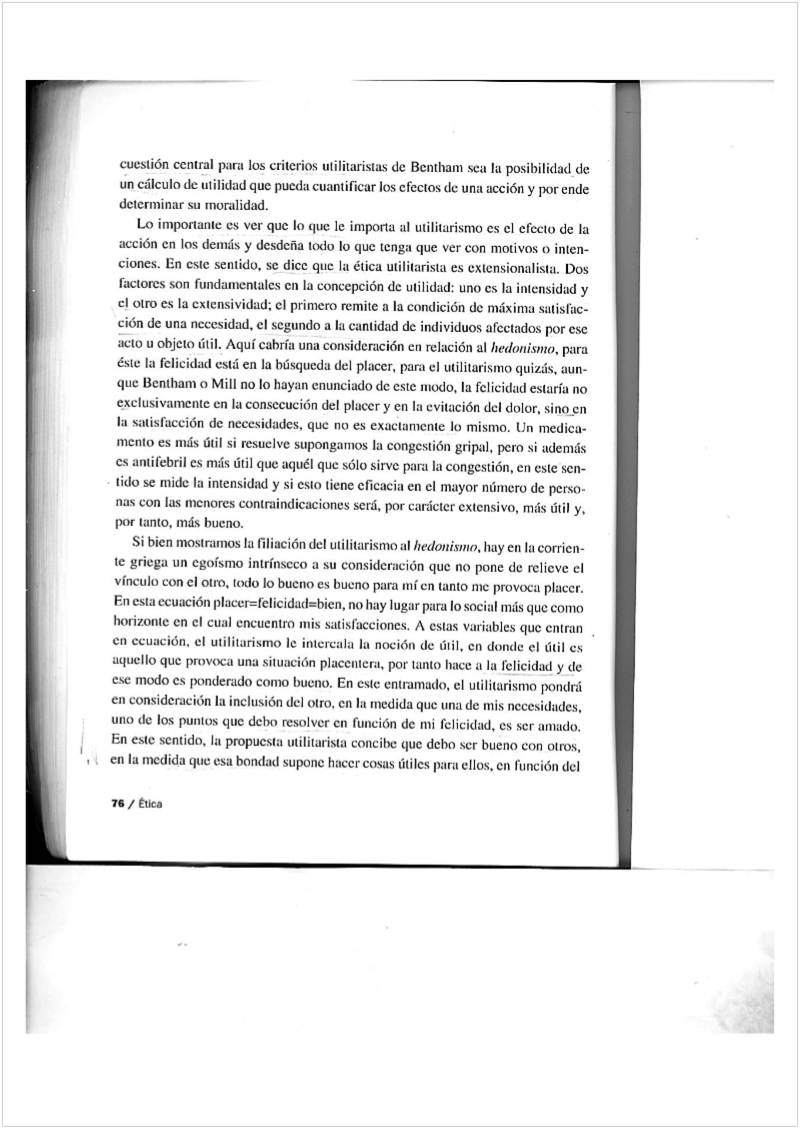 cuestión central para los criterios utilitaristas de Bentham sea la posibilidad de
un cálculo de utilidad que pueda cuantificar los efectos de una acción y por ende
determinar su moralidad.
Lo importante es ver que lo que le importa al utilitarismo es el efecto de la
acción en los demás y desdeña todo lo que tenga que ver con motivos o inten-
ciones. En este sentido, se dice que la ética utilitarista es extensionalista. Dos
factores son fundamentales en la concepción de utilidad: uno es la intensidad y
el otro es la extensividad; el primero remite a la condición de máxima satisfac-
ción de una necesidad, el segundo a la cantidad de individuos afectados por ese
acto u objeto útil. Aquí cabría una consideración en relación al hedonismo, para
éste la felicidad está en la búsqueda del placer, para el utilitarismo quizás, aun-
que Bentham o Mill no lo hayan enunciado de este modo, la felicidad estaría no
exclusivamente en la consecución del placer y en la evitación del dolor, sino en
la satisfacción de necesidades, que no es exactamente lo mismo. Un medica-
mento es más útil si resuelve supongamos la congestión gripal, pero si además
es antifebril es más útil que aquél que sólo sirve para la congestión, en este sen-
tido se mide la intensidad y si esto tiene eficacia en el mayor número de perso-
nas con las menores contraindicaciones será, por carácter extensivo, más útil y,
por tanto, más bueno.
Si bien mostramos la filiación del utilitarismo al hedonismo, hay en la corrien-
te griega un egoísmo intrínseco a su consideración que no pone de relieve el
vínculo con el otro, todo lo bueno es bueno para mí en tanto me provoca placer.
En esta ecuación placer=felicidad=bien, no hay lugar para lo social más que como
horizonte en el cual encuentro mis satisfacciones. A estas variables que entran
en ecuación, el utilitarismo le intercala la noción de útil, en donde el útil es
aquello que provoca una situación placentera, por tanto hace a la felicidad y de
ese modo es ponderado como bueno. En este entramado, el utilitarismo pondrá
en consideración la inclusión del otro, en la medida que una de mis necesidades,
uno de los puntos que debo resolver en función de mi felicidad, es ser amado.
En este sentido, la propuesta utilitarista concibe que debo ser bueno con otros,
en la medida que esa bondad supone hacer cosas útiles para ellos, en función del
76 / Ética